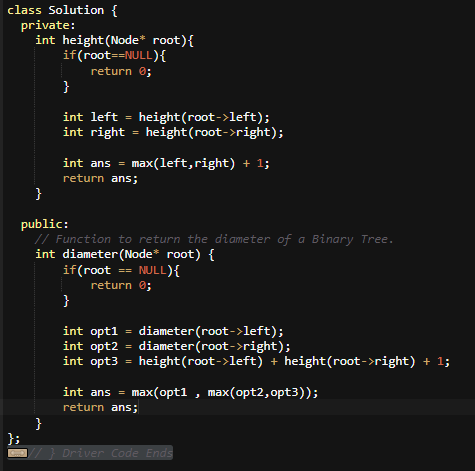 class Solution {
  private:
    int height(Node* root){
        if(root==NULL){
            return 0;
        }

        int left = height(root->left);
        int right = height(root->right);

        int ans = max(left,right) + 1;
        return ans;
    }

  public:
    // Function to return the diameter of a Binary Tree.
    int diameter(Node* root) {
        if(root == NULL){
            return 0;
        }

        int opt1 = diameter(root->left);
        int opt2 = diameter(root->right);
        int opt3 = height(root->left) + height(root->right) + 1;

        int ans = max(opt1 , max(opt2,opt3));
        return ans;
    }
};
// } Driver Code Ends